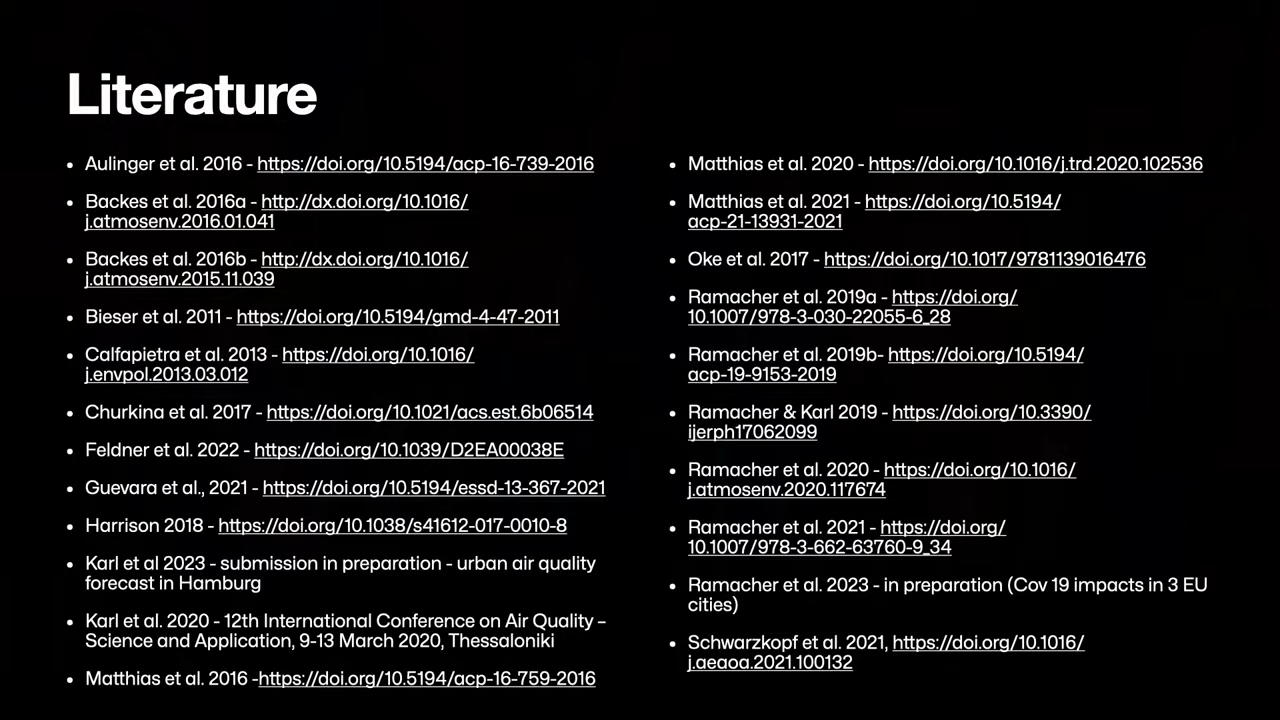 Literature
• Aulinger et al. 2016 - https://doi.org/10.5194/acp-16-739-2016
• Backes et al. 2016a - http://dx.doi.org/10.1016/
j.atmosenv.2016.01.041
• Backes et al. 2016b - http://dx.doi.org/10.1016/
j.atmosenv.2015.11.039
• Bieser et al. 2011 - https://doi.org/10.5194/gmd-4-47-2011
• Calfapietra et al. 2013 - https://doi.org/10.1016/
j.envpol.2013.03.012
• Churkina et al. 2017 - https://doi.org/10.1021/acs.est.6b06514
• Feldner et al. 2022 - https://doi.org/10.1039/D2EA00038E
• Guevara et al., 2021 - https://doi.org/10.5194/essd-13-367-2021
• Harrison 2018 - https://doi.org/10.1038/s41612-017-0010-8
• Karl et al 2023 - submission in preparation - urban air quality
forecast in Hamburg
• Karl et al. 2020 - 12th International Conference on Air Quality –
Science and Application, 9-13 March 2020, Thessaloniki
• Matthias et al. 2016 -https://doi.org/10.5194/acp-16-759-2016
• Matthias et al. 2020 - https://doi.org/10.1016/j.trd.2020.102536
• Matthias et al. 2021 - https://doi.org/10.5194/
acp-21-13931-2021
• Oke et al. 2017 - https://doi.org/10.1017/9781139016476
• Ramacher et al. 2019a - https://doi.org/
10.1007/978-3-030-22055-6_28
• Ramacher et al. 2019b- https://doi.org/10.5194/
acp-19-9153-2019
• Ramacher & Karl 2019 - https://doi.org/10.3390/
ijerph17062099
• Ramacher et al. 2020 - https://doi.org/10.1016/
j.atmosenv.2020.117674
• Ramacher et al. 2021 - https://doi.org/
10.1007/978-3-662-63760-9_34
• Ramacher et al. 2023 - in preparation (Cov 19 impacts in 3 EU
cities)
• Schwarzkopf et al. 2021, https://doi.org/10.1016/
j.aeaoa.2021.100132